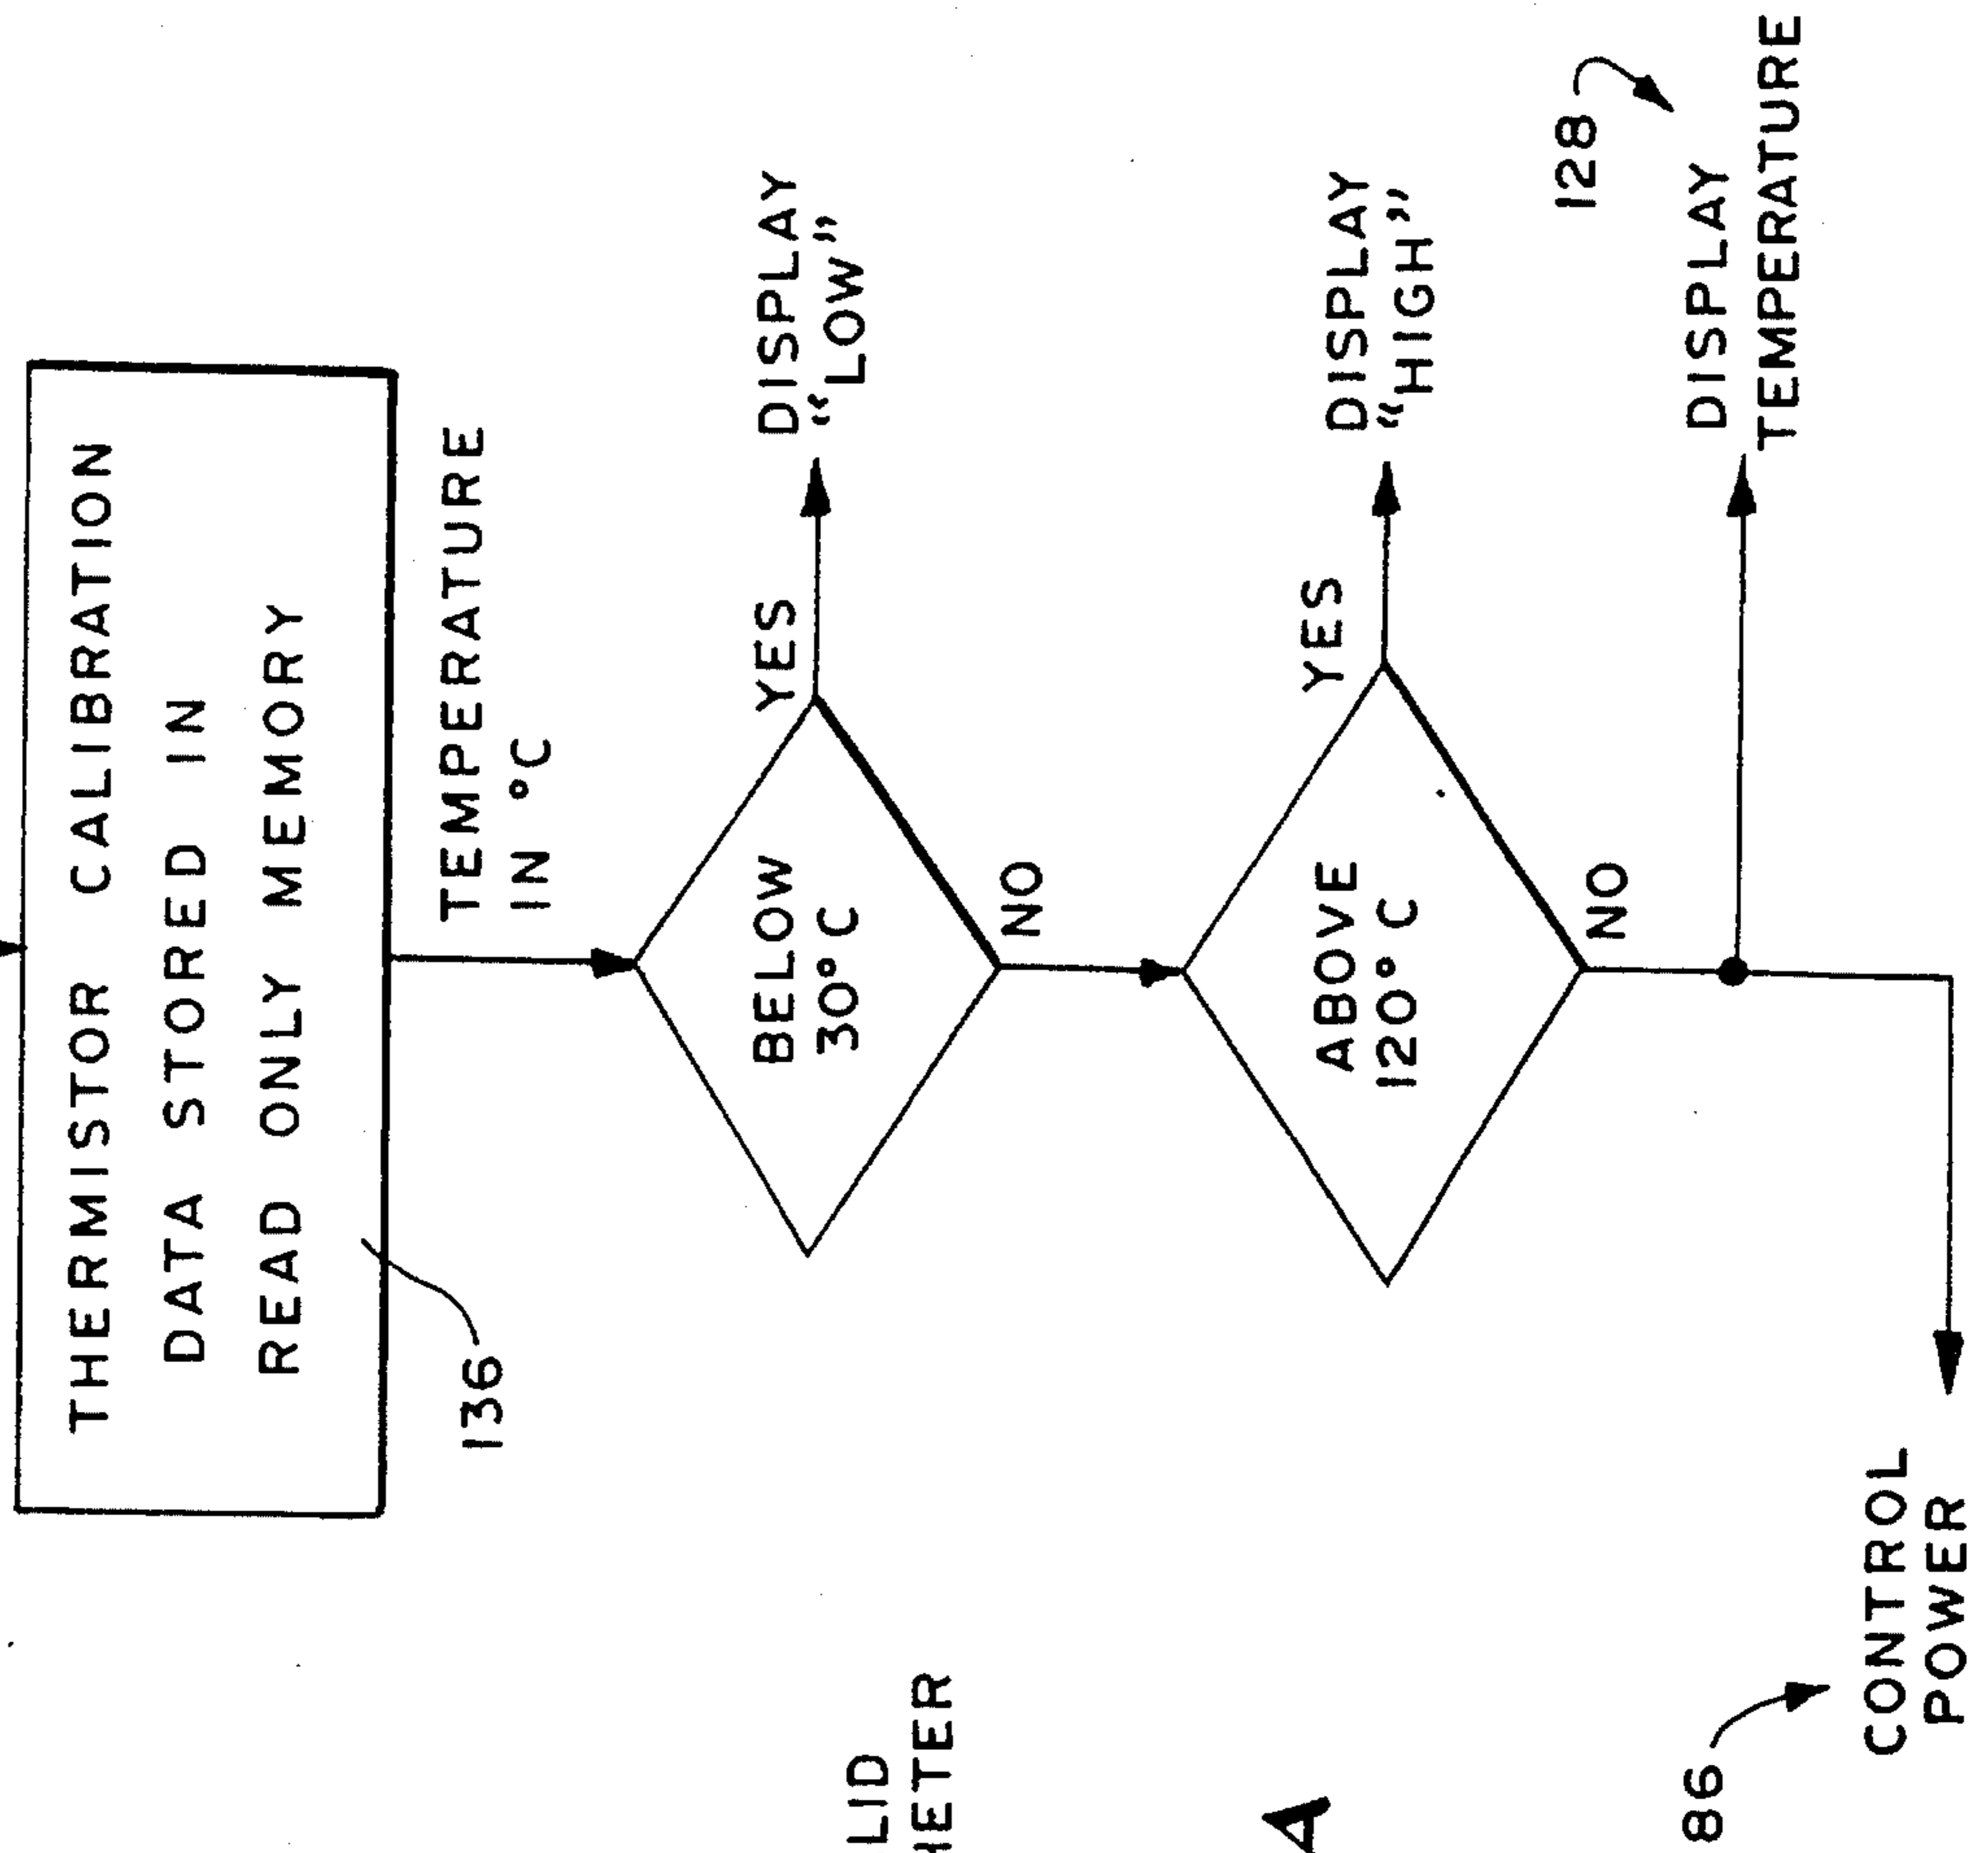 THERMISTOR CALIBRATION
DATA STORED IN
READ ONLY MEMORY
136
TEMPERATURE
IN °C
BELOW
30° C
YES
DISPLAY
“LOW”
NO
ABOVE
120° C
YES
DISPLAY
“HIGH”
NO
128
DISPLAY
TEMPERATURE
86
CONTROL
POWER
LID
A